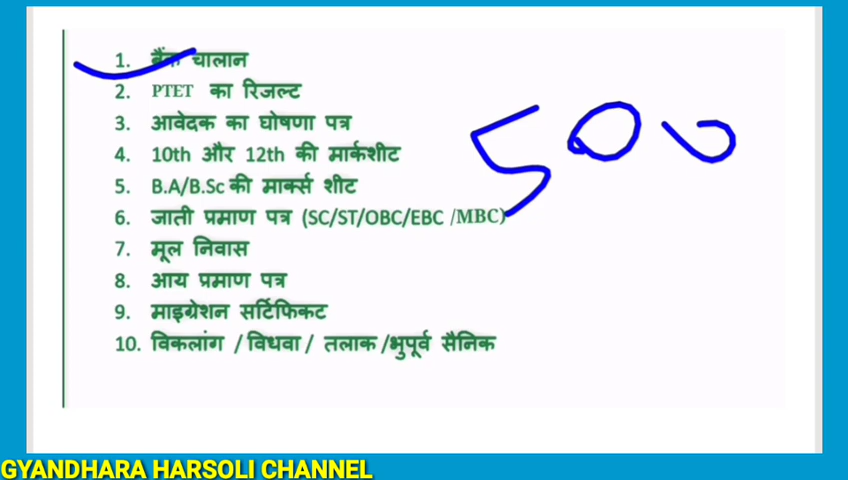 1. बैंक चालान
2. PTET का रिजल्ट
3. आवेदक का घोषणा पत्र
4. 10th और 12th की मार्कशीट
5. B.A/B.Sc की मार्क्स शीट
6. जाती प्रमाण पत्र (SC/ST/OBC/EBC /MBC)
7. मूल निवास
8. आय प्रमाण पत्र
9. माइग्रेशन सर्टिफिकट
10. विकलांग / विधवा / तलाक /भुपूर्व सैनिक
500
GYANDHARA HARSOLI CHANNEL